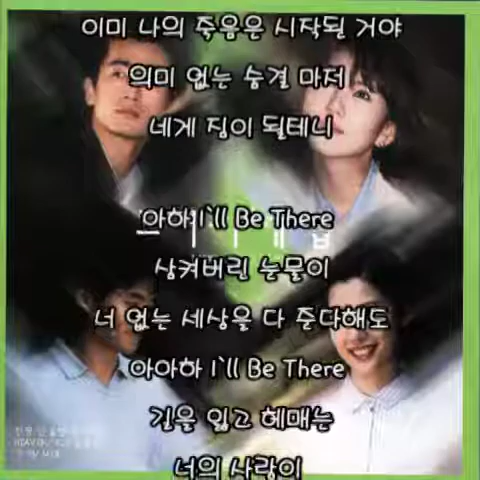 이미 나의 죽음은 시작된 거야
의미 없는 숨결 마저
네게 짐이 될테니
아하 I`ll Be There
삼켜버린 눈물이
너 없는 세상을 다 준다해도
아아하 I`ll Be There
길을 잃고 헤매는
너의 사랑이